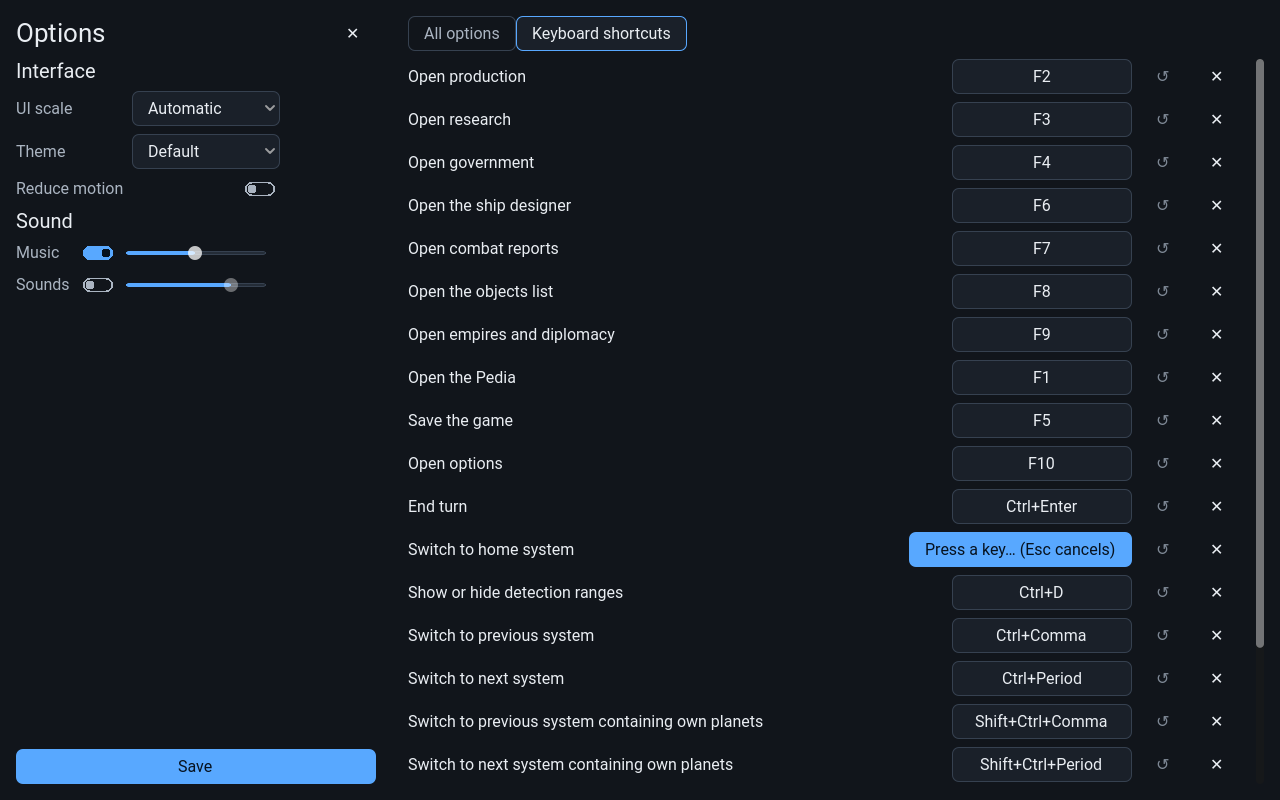 Options
✕
Interface
UI scale
Automatic
Theme
Default
Reduce motion
Sound
Music
Sounds
Save
All options
Keyboard shortcuts
Open production F2 ↺ ✕
Open research F3 ↺ ✕
Open government F4 ↺ ✕
Open the ship designer F6 ↺ ✕
Open combat reports F7 ↺ ✕
Open the objects list F8 ↺ ✕
Open empires and diplomacy F9 ↺ ✕
Open the Pedia F1 ↺ ✕
Save the game F5 ↺ ✕
Open options F10 ↺ ✕
End turn Ctrl+Enter ↺ ✕
Switch to home system Press a key… (Esc cancels) ↺ ✕
Show or hide detection ranges Ctrl+D ↺ ✕
Switch to previous system Ctrl+Comma ↺ ✕
Switch to next system Ctrl+Period ↺ ✕
Switch to previous system containing own planets Shift+Ctrl+Comma ↺ ✕
Switch to next system containing own planets Shift+Ctrl+Period ↺ ✕